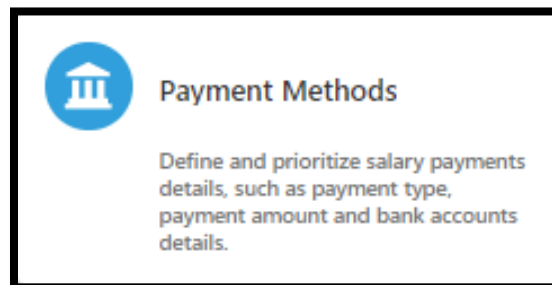 Payment Methods
Define and prioritize salary payments
details, such as payment type,
payment amount and bank accounts
details.